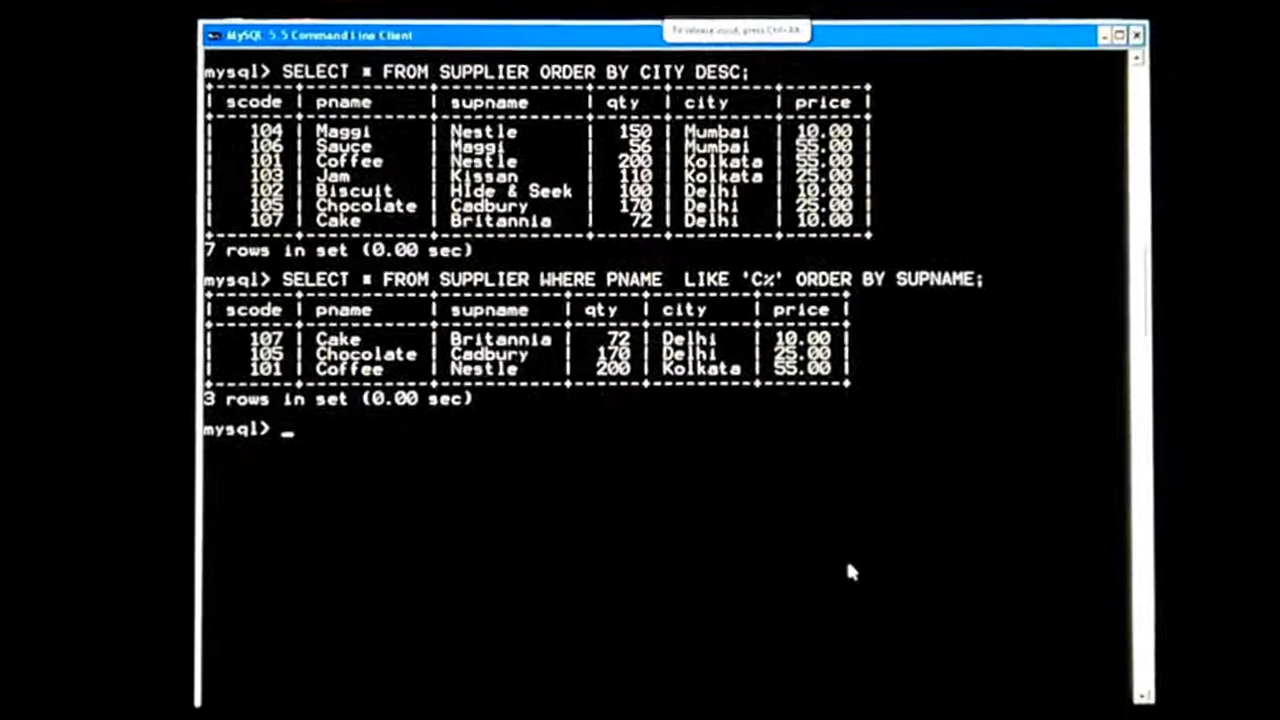 MySQL 5.5 Command Line Client
To release input, press Ctrl+Alt.
mysql> SELECT * FROM SUPPLIER ORDER BY CITY DESC;
| scode | pname | supname | qty | city | price |
| 104 | Maggi | Nestle | 150 | Mumbai | 10.00 |
| 106 | Sauce | Maggi | 56 | Mumbai | 55.00 |
| 101 | Coffee | Nestle | 200 | Kolkata | 55.00 |
| 103 | Jam | Kissan | 110 | Kolkata | 25.00 |
| 102 | Biscuit | HIde & Seek | 100 | Delhi | 10.00 |
| 105 | Chocolate | Cadbury | 170 | Delhi | 25.00 |
| 107 | Cake | Britannia | 72 | Delhi | 10.00 |
7 rows in set (0.00 sec)
mysql> SELECT * FROM SUPPLIER WHERE PNAME  LIKE 'C%' ORDER BY SUPNAME;
| scode | pname | supname | qty | city | price |
| 107 | Cake | Britannia | 72 | Delhi | 10.00 |
| 105 | Chocolate | Cadbury | 170 | Delhi | 25.00 |
| 101 | Coffee | Nestle | 200 | Kolkata | 55.00 |
3 rows in set (0.00 sec)
mysql> _